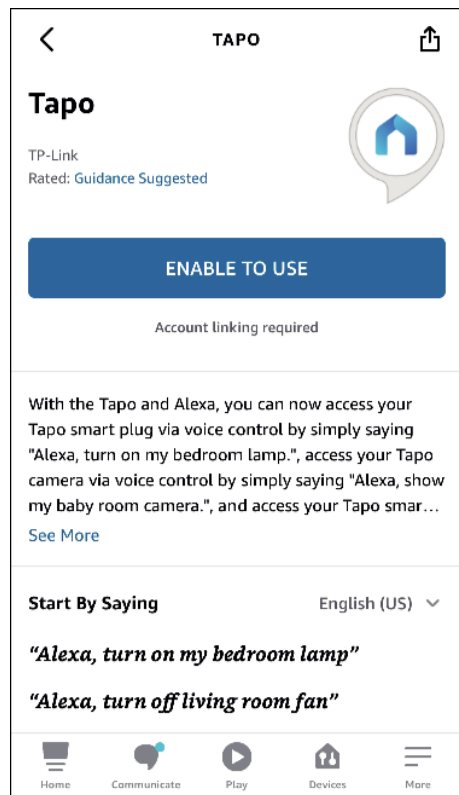 TAPO
Tapo
TP-Link
Rated: Guidance Suggested
ENABLE TO USE
Account linking required
With the Tapo and Alexa, you can now access your
Tapo smart plug via voice control by simply saying
"Alexa, turn on my bedroom lamp.", access your Tapo
camera via voice control by simply saying "Alexa, show
my baby room camera.", and access your Tapo smar...
See More
Start By Saying English (US)
“Alexa, turn on my bedroom lamp”
“Alexa, turn off living room fan”
Home Communicate Play Devices More